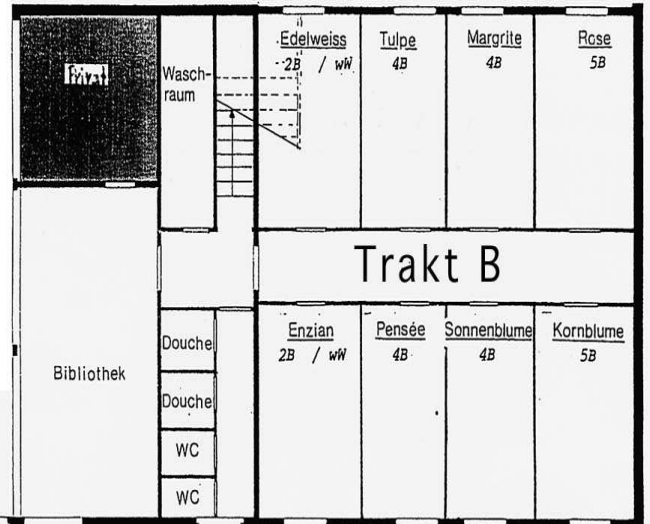 Edelweiss Tulpe Margrite Rose
2B / wW 4B 4B 5B
Privat
Wasch-
raum
Trakt B
Enzian Pensée Sonnenblume Kornblume
2B / wW 4B 4B 5B
Douche
Bibliothek
Douche
WC
WC